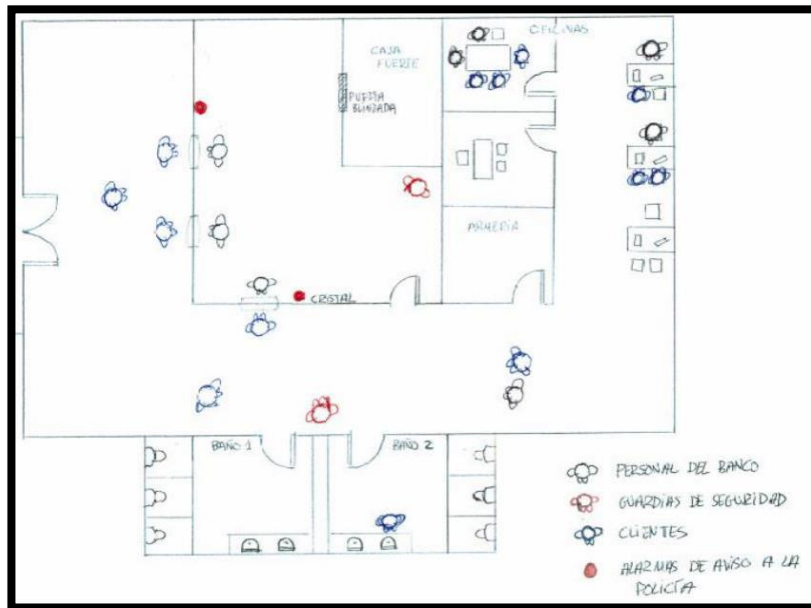 OFICINAS
CAJA
FUERTE
PUERTA
BLINDADA
ARMERÍA
CRISTAL
BAÑO 1
BAÑO 2
PERSONAL DEL BANCO
GUARDIAS DE SEGURIDAD
CLIENTES
ALARMAS DE AVISO A LA
POLICÍA